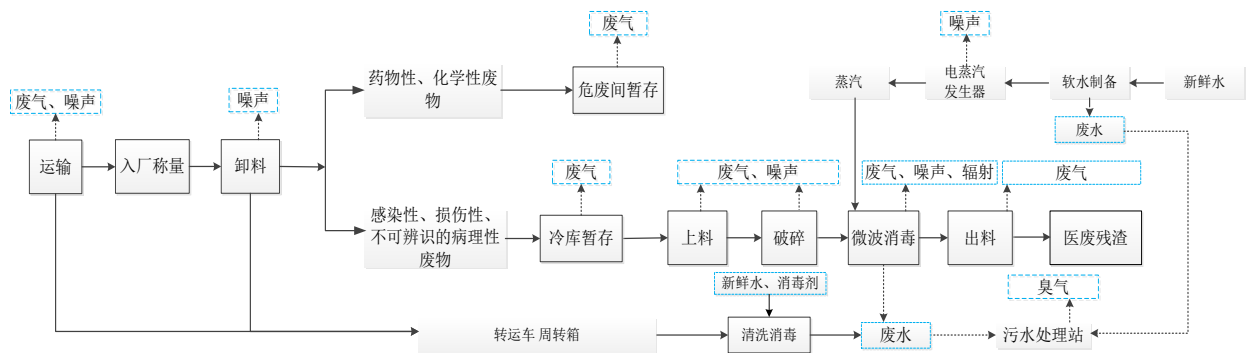 废气
噪声
药物性、化学性废
物
危废间暂存
蒸汽
电蒸汽
发生器
软水制备
新鲜水
废气、噪声
噪声
废水
运输
入厂称量
卸料
废气
废气、噪声
废气、噪声、辐射
废气
感染性、损伤性、
不可辨识的病理性
废物
冷库暂存
上料
破碎
微波消毒
出料
医废残渣
新鲜水、消毒剂
臭气
转运车 周转箱
清洗消毒
废水
污水处理站